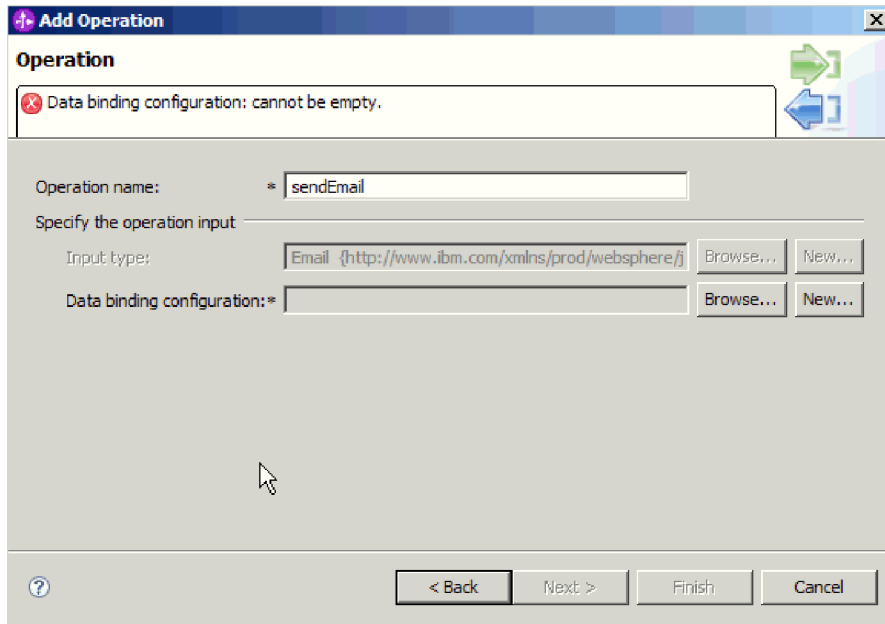 Add Operation
Operation
Data binding configuration: cannot be empty.
Operation name: * sendEmail
Specify the operation input
Input type: Email {http://www.ibm.com/xmlns/prod/websphere/j Browse... New...
Data binding configuration:* Browse... New...
? < Back Next > Finish Cancel